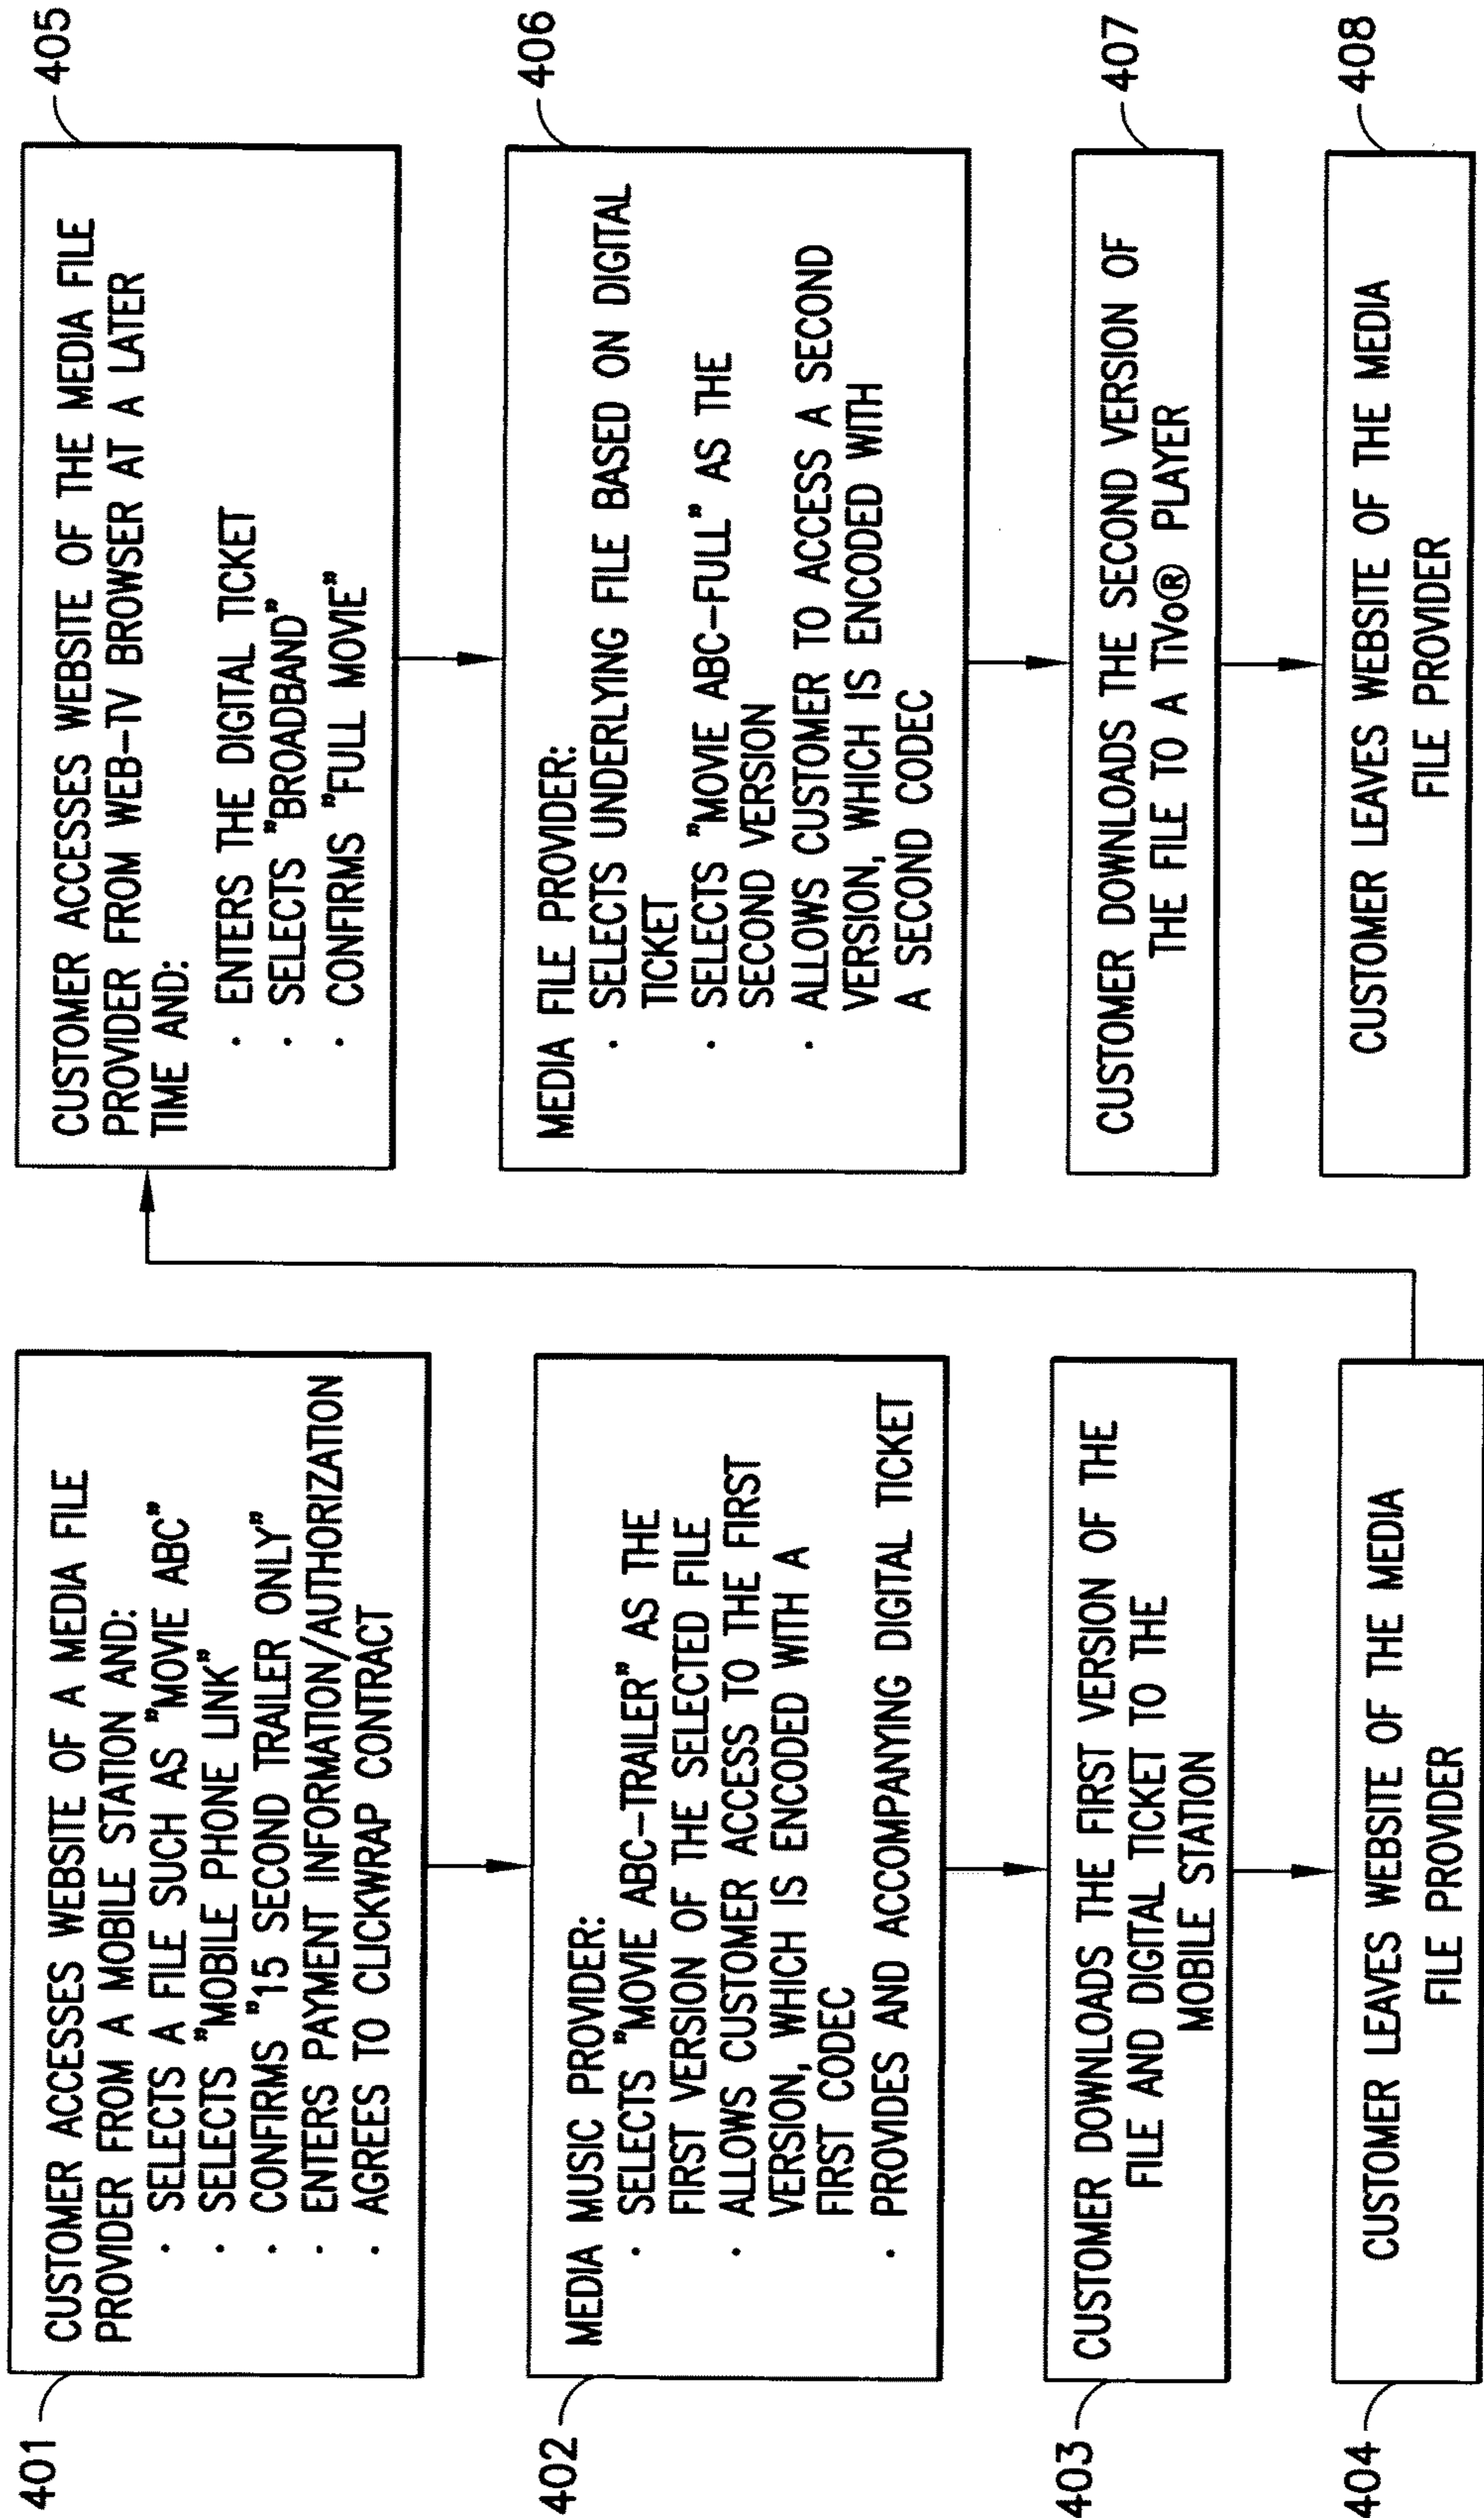 401
CUSTOMER ACCESSES WEBSITE OF A MEDIA FILE
PROVIDER FROM A MOBILE STATION AND:
· SELECTS A FILE SUCH AS "MOVIE ABC"
· SELECTS "MOBILE PHONE LINK"
· CONFIRMS "15 SECOND TRAILER ONLY"
· ENTERS PAYMENT INFORMATION/AUTHORIZATION
· AGREES TO CLICKWRAP CONTRACT
402
MEDIA MUSIC PROVIDER:
· SELECTS "MOVIE ABC-TRAILER" AS THE
FIRST VERSION OF THE SELECTED FILE
· ALLOWS CUSTOMER ACCESS TO THE FIRST
VERSION, WHICH IS ENCODED WITH A
FIRST CODEC
· PROVIDES AND ACCOMPANYING DIGITAL TICKET
403
CUSTOMER DOWNLOADS THE FIRST VERSION OF THE
FILE AND DIGITAL TICKET TO THE
MOBILE STATION
404
CUSTOMER LEAVES WEBSITE OF THE MEDIA
FILE PROVIDER
405
CUSTOMER ACCESSES WEBSITE OF THE MEDIA FILE
PROVIDER FROM WEB-TV BROWSER AT A LATER
TIME AND:
· ENTERS THE DIGITAL TICKET
· SELECTS "BROADBAND"
· CONFIRMS "FULL MOVIE"
406
MEDIA FILE PROVIDER:
· SELECTS UNDERLYING FILE BASED ON DIGITAL
TICKET
· SELECTS "MOVIE ABC-FULL" AS THE
SECOND VERSION
· ALLOWS CUSTOMER TO ACCESS A SECOND
VERSION, WHICH IS ENCODED WITH
A SECOND CODEC
407
CUSTOMER DOWNLOADS THE SECOND VERSION OF
THE FILE TO A TiVo® PLAYER
408
CUSTOMER LEAVES WEBSITE OF THE MEDIA
FILE PROVIDER